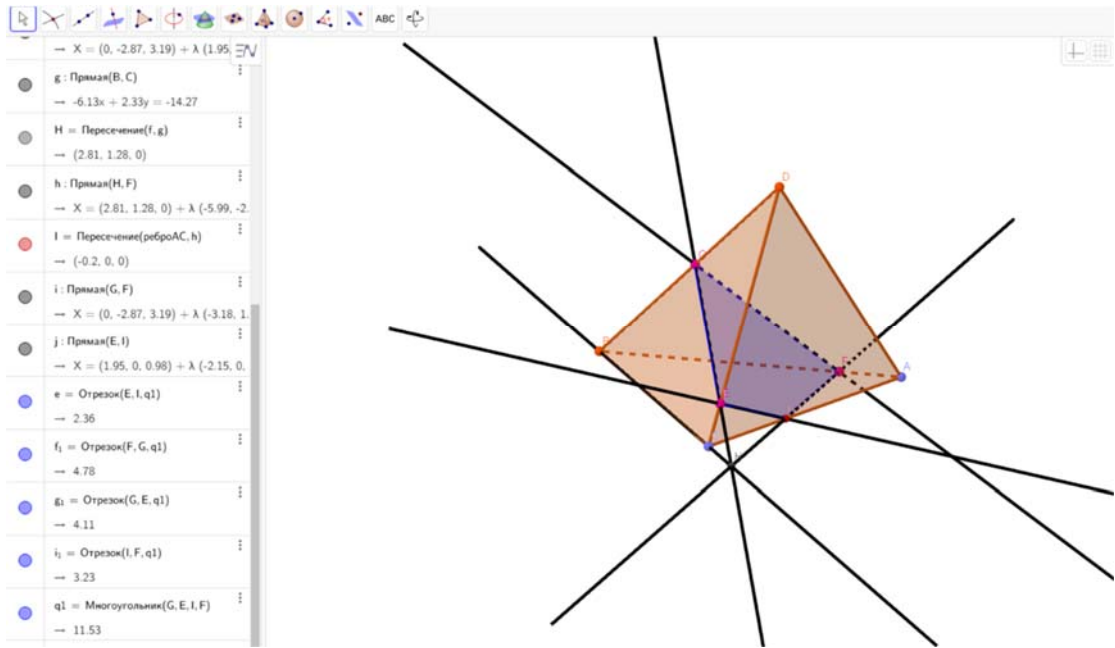 ABC
→ X = (0, -2.87, 3.19) + λ (1.95,
g : Прямая(B, C)
→ -6.13x + 2.33y = -14.27
H = Пересечение(f, g)
→ (2.81, 1.28, 0)
h : Прямая(H, F)
→ X = (2.81, 1.28, 0) + λ (-5.99, -2.
I = Пересечение(реброAC, h)
→ (-0.2, 0, 0)
i : Прямая(G, F)
→ X = (0, -2.87, 3.19) + λ (-3.18, 1.
j : Прямая(E, I)
→ X = (1.95, 0, 0.98) + λ (-2.15, 0,
e = Отрезок(E, I, q1)
→ 2.36
f₁ = Отрезок(F, G, q1)
→ 4.78
g₁ = Отрезок(G, E, q1)
→ 4.11
i₁ = Отрезок(I, F, q1)
→ 3.23
q1 = Многоугольник(G, E, I, F)
→ 11.53
D
G
B
F
A
E
H